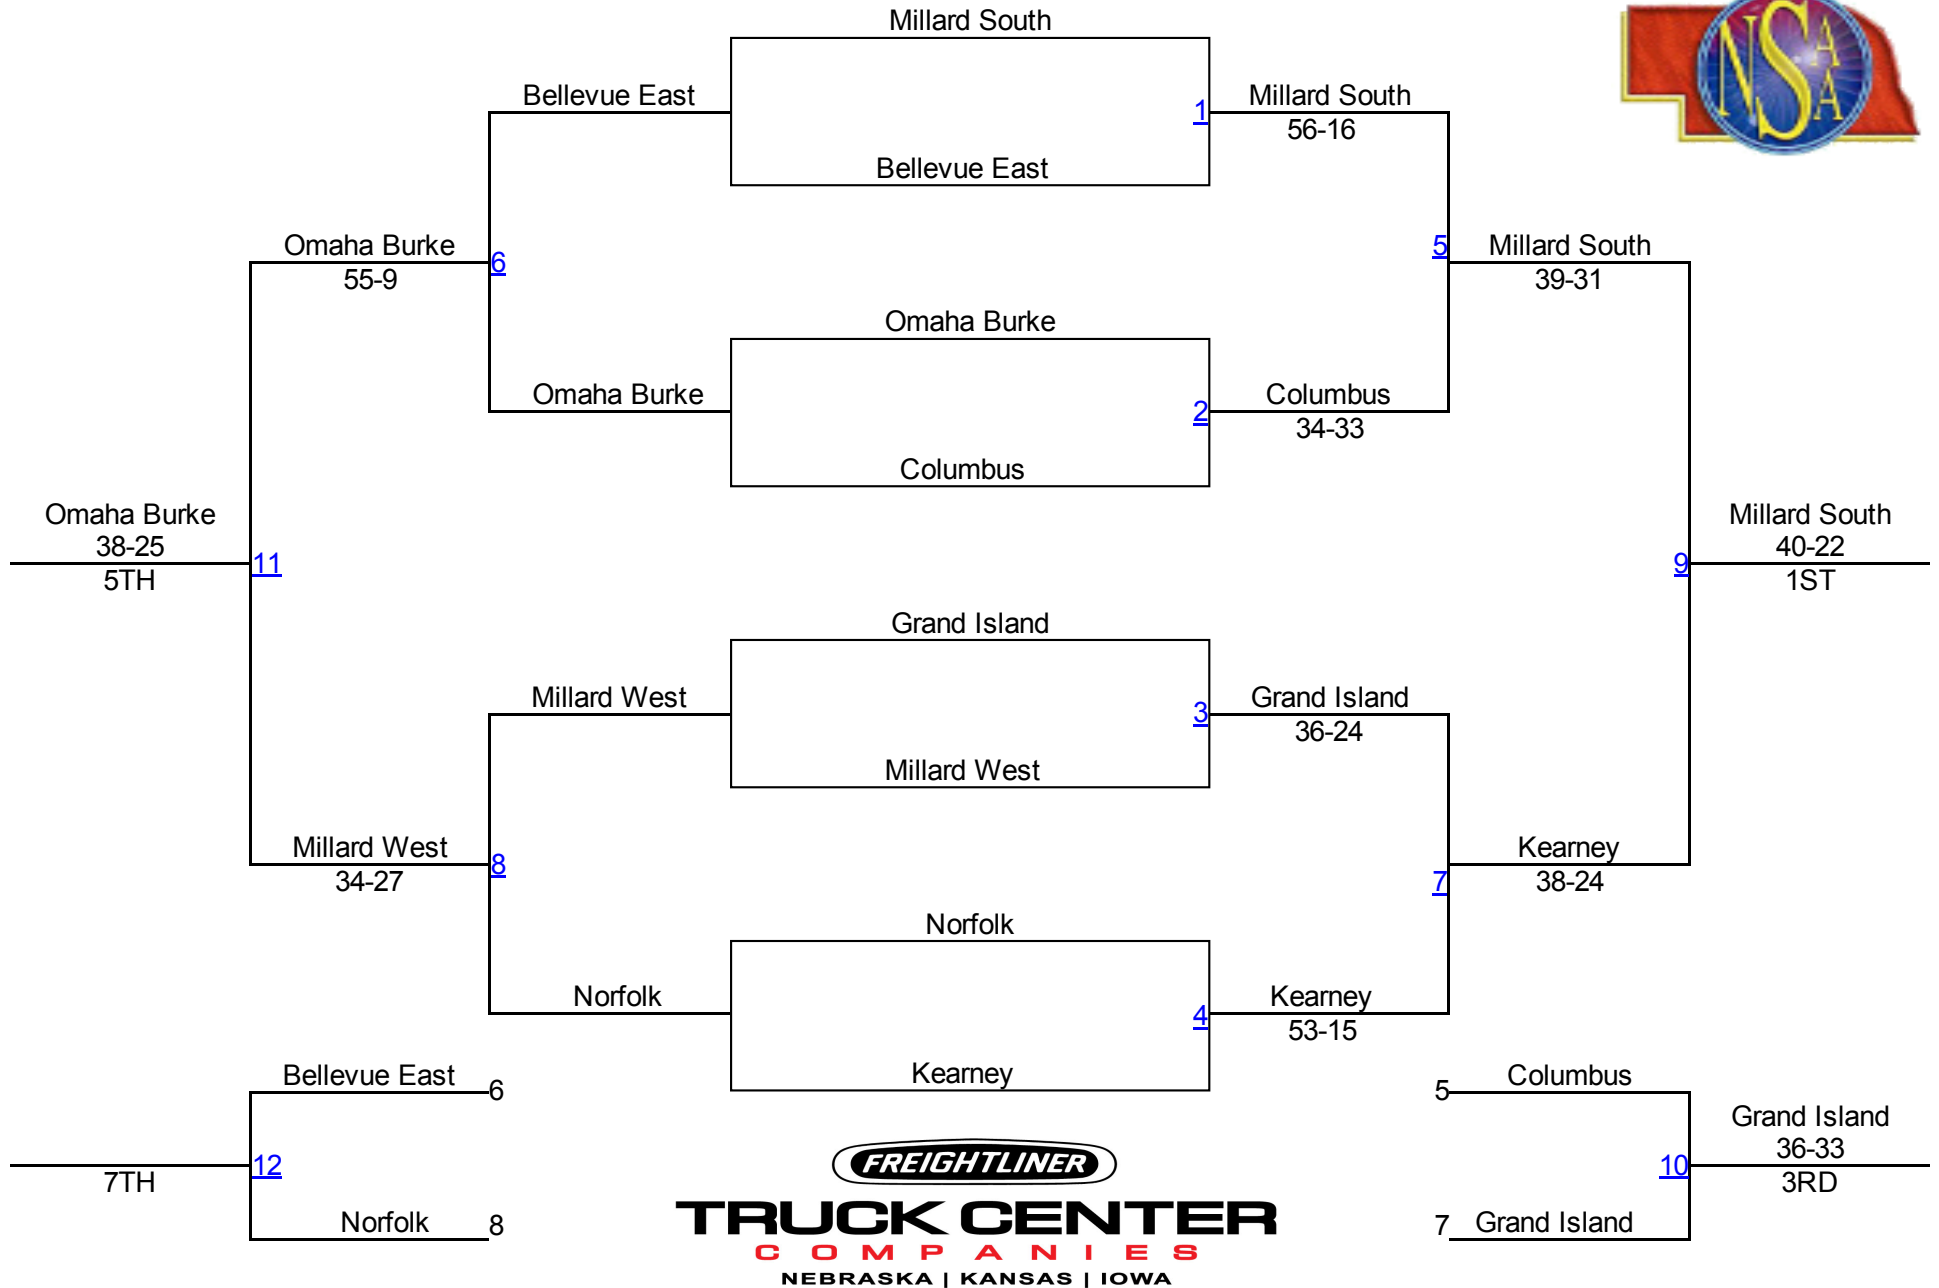 Millard South
Bellevue East
1
Millard South
56-16
Bellevue East
NSAA
Omaha Burke
55-9
6
5
Millard South
39-31
Omaha Burke
Omaha Burke
2
Columbus
34-33
Columbus
Omaha Burke
38-25
5TH
11
9
Millard South
40-22
1ST
Grand Island
Millard West
3
Grand Island
36-24
Millard West
Millard West
34-27
8
7
Kearney
38-24
Norfolk
Norfolk
4
Kearney
53-15
Kearney
Bellevue East
6
5
Columbus
12
7TH
Norfolk
8
10
Grand Island
36-33
3RD
7
Grand Island
FREIGHTLINER
TRUCK CENTER
COMPANIES
NEBRASKA | KANSAS | IOWA